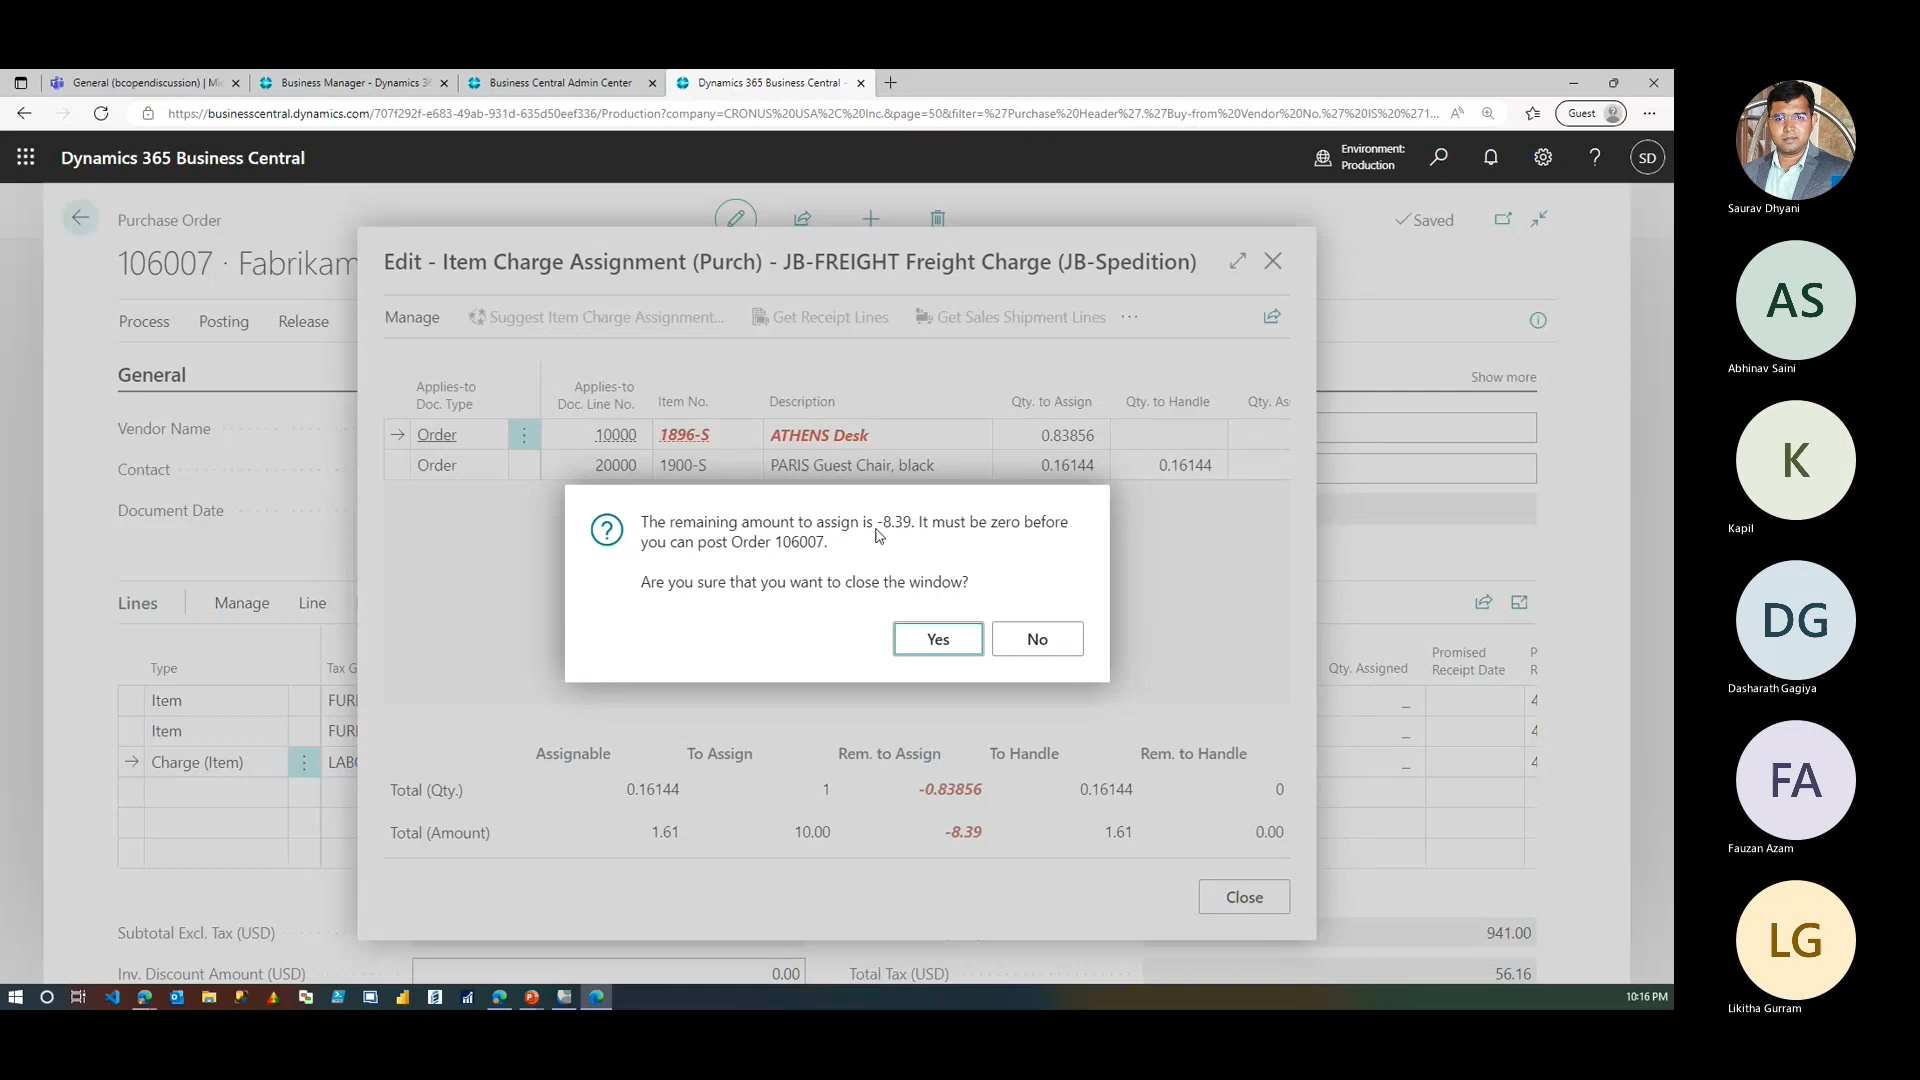 General (bcopendiscussion) | Mi
Business Manager - Dynamics 36
Business Central Admin Center
Dynamics 365 Business Central -
https://businesscentral.dynamics.com/707f292f-e683-49ab-931d-635d50eef336/Production?company=CRONUS%20USA%2C%20Inc.&page=50&filter=%27Purchase%20Header%27.%27Buy-from%20Vendor%20No.%27%20IS%20%271...
Guest
Dynamics 365 Business Central
Environment:
Production
SD
Purchase Order
Saved
106007 · Fabrikam
Edit - Item Charge Assignment (Purch) - JB-FREIGHT Freight Charge (JB-Spedition)
Process
Posting
Release
Manage
Suggest Item Charge Assignment...
Get Receipt Lines
Get Sales Shipment Lines
General
Show more
Applies-to Doc. Type
Applies-to Doc. Line No.
Item No.
Description
Qty. to Assign
Qty. to Handle
Qty. As
Order 10000 1896-S ATHENS Desk 0.83856
Order 20000 1900-S PARIS Guest Chair, black 0.16144 0.16144
Vendor Name
Contact
Document Date
The remaining amount to assign is -8.39. It must be zero before
you can post Order 106007.
Are you sure that you want to close the window?
Yes
No
Lines
Manage
Line
Type
Tax G
Qty. Assigned
Promised
Receipt Date
P
R
Item FURI _ 4
Item FURI _ 4
Charge (Item) LABO _ 4
Assignable To Assign Rem. to Assign To Handle Rem. to Handle
Total (Qty.) 0.16144 1 -0.83856 0.16144 0
Total (Amount) 1.61 10.00 -8.39 1.61 0.00
Close
Subtotal Excl. Tax (USD)
941.00
Inv. Discount Amount (USD)
0.00
Total Tax (USD)
56.16
10:16 PM
Saurav Dhyani
AS
Abhinav Saini
K
Kapil
DG
Dasharath Gagiya
FA
Fauzan Azam
LG
Likitha Gurram